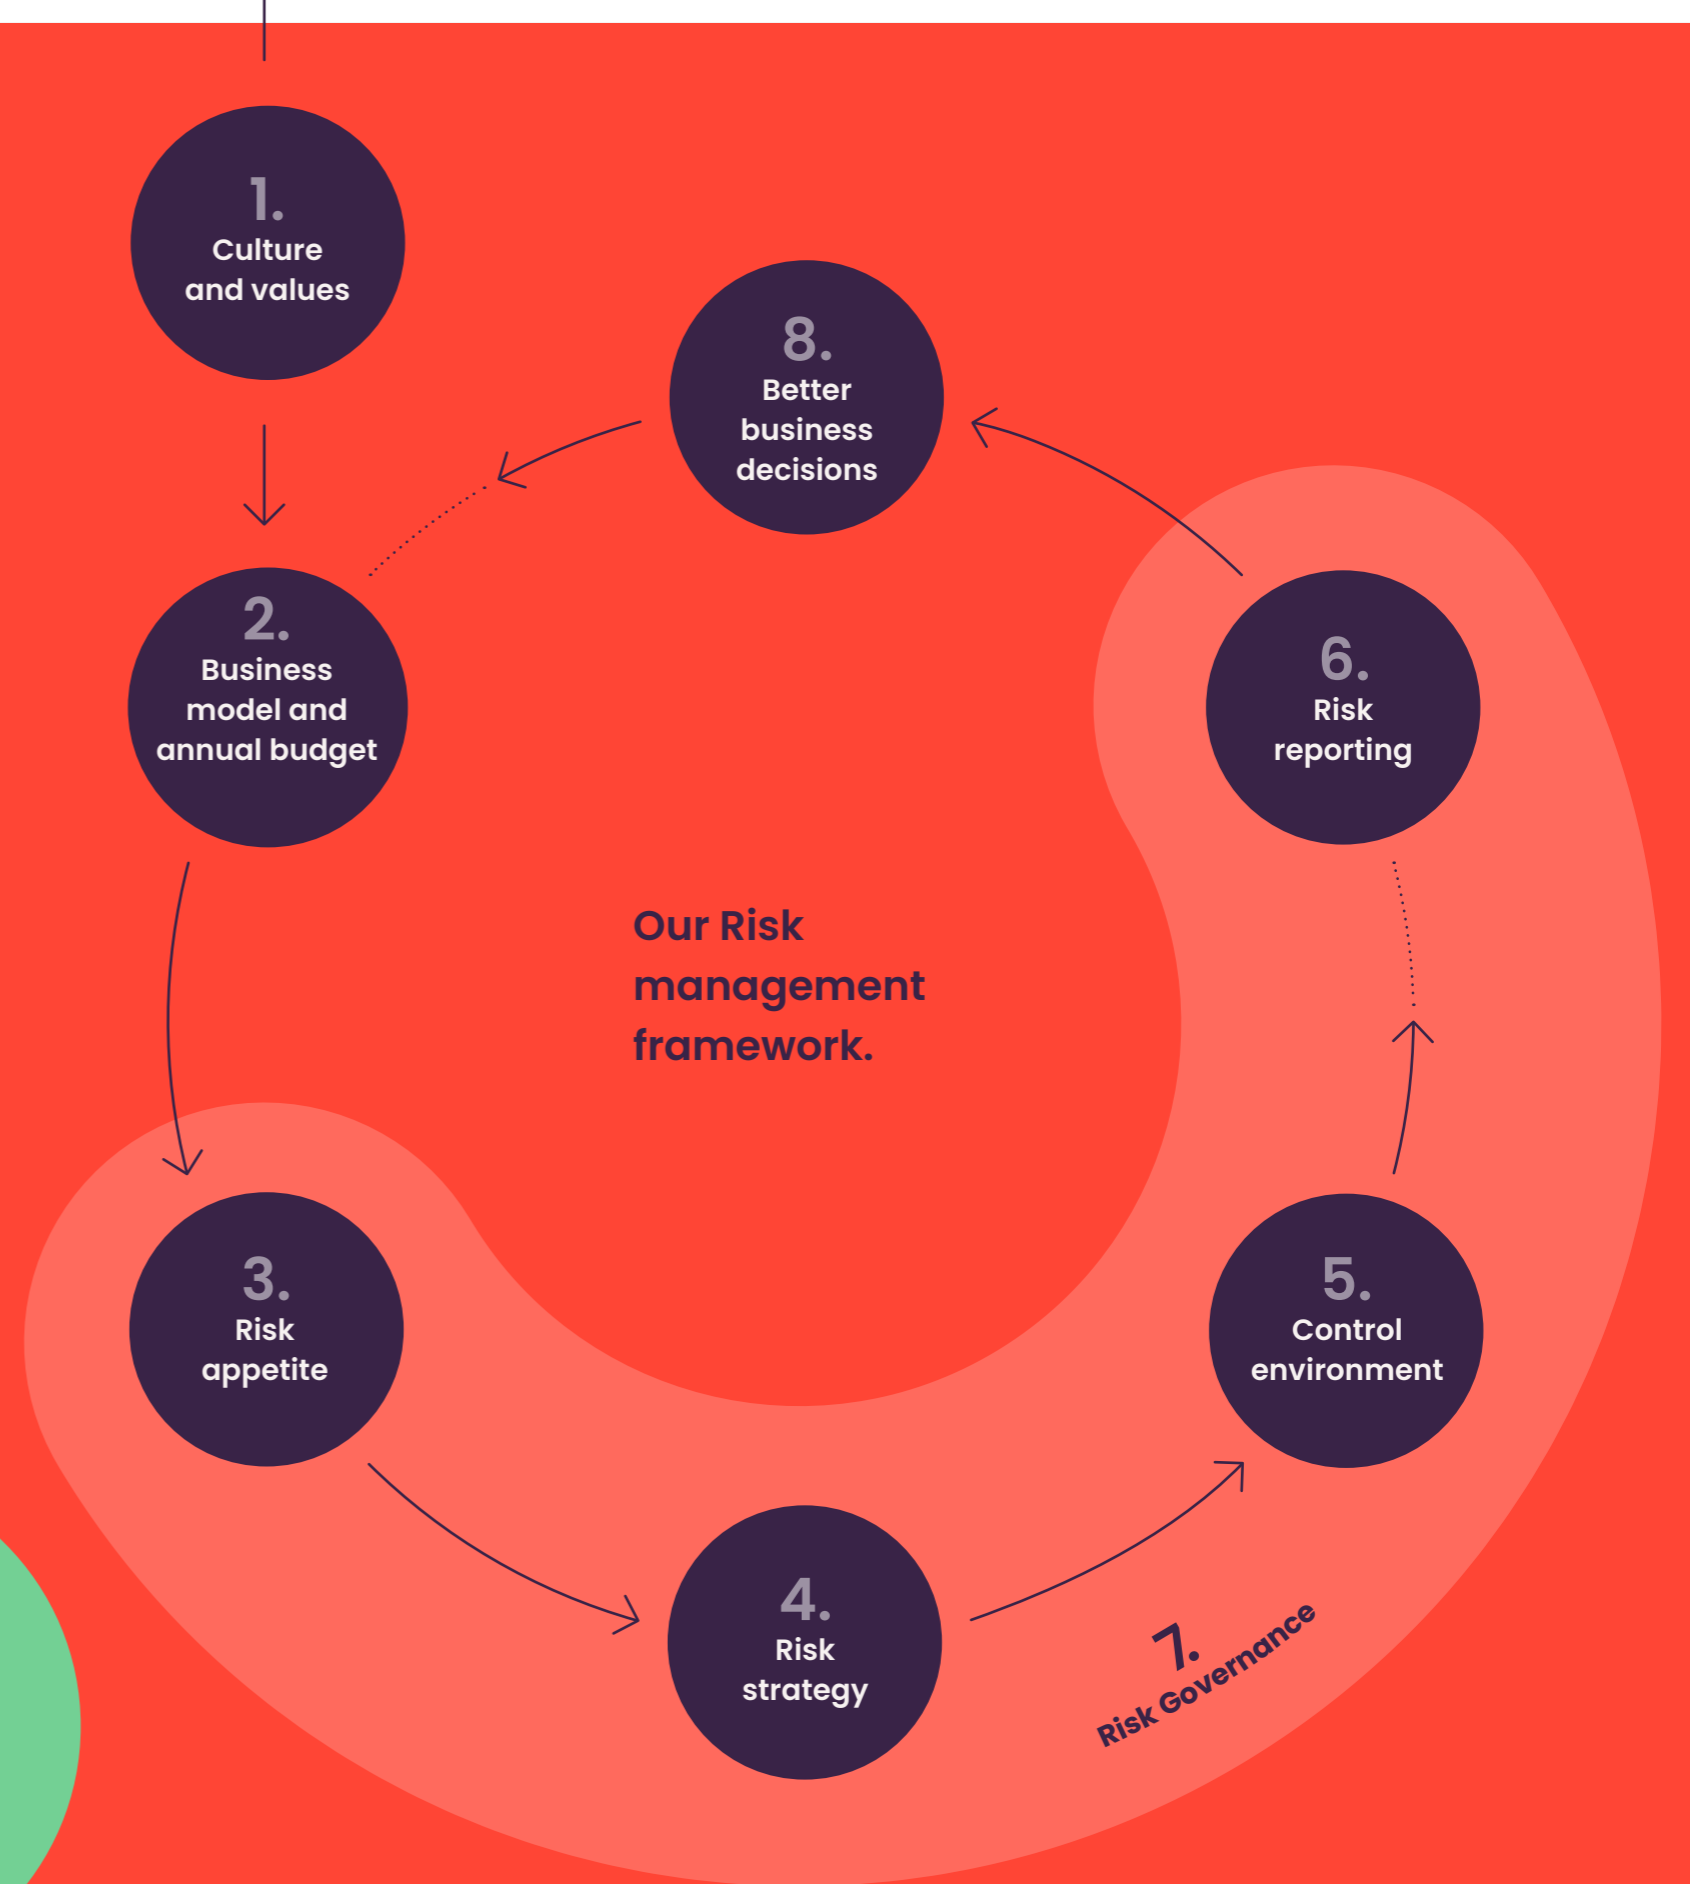 1.
Culture
and values
2.
Business
model and
annual budget
3.
Risk
appetite
4.
Risk
strategy
5.
Control
environment
6.
Risk
reporting
7.
Risk Governance
8.
Better
business
decisions
Our Risk
management
framework.